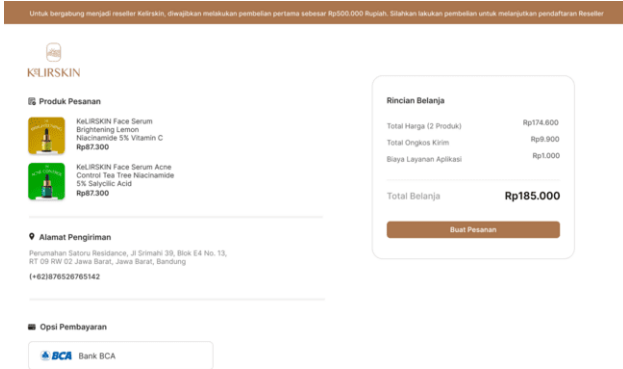 Untuk bergabung menjadi reseller Kelirskin, diwajibkan melakukan pembelian pertama sebesar Rp500.000 Rupiah. Silahkan lakukan pembelian untuk melanjutkan pendaftaran Reseller
KELIRSKIN
Produk Pesanan
KeLIRSKIN Face Serum
Brightening Lemon
Niacinamide 5% Vitamin C
Rp87.300
KeLIRSKIN Face Serum Acne
Control Tea Tree Niacinamide
5% Salycilic Acid
Rp87.300
Alamat Pengiriman
Perumahan Satoru Residance, Jl Srimahi 39, Blok E4 No. 13,
RT 09 RW 02 Jawa Barat, Jawa Barat, Bandung
(+62)876526765142
Opsi Pembayaran
BCA Bank BCA
Rincian Belanja
Total Harga (2 Produk) Rp174.600
Total Ongkos Kirim Rp9.900
Biaya Layanan Aplikasi Rp1.000
Total Belanja Rp185.000
Buat Pesanan